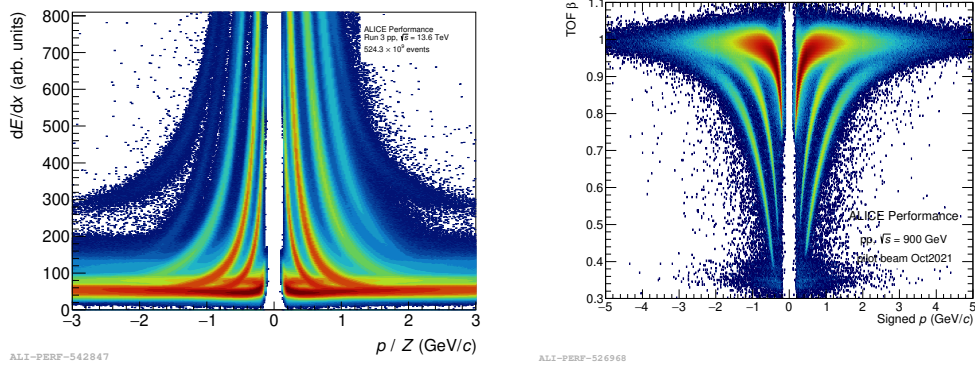 dE/dx (arb. units)
800
700
600
500
400
300
200
100
0
ALICE Performance
Run 3 pp, √s = 13.6 TeV
524.3 × 10⁹ events
−3 −2 −1 0 1 2 3
p / Z (GeV/c)
ALI-PERF-542847
TOF β
1.1
1
0.9
0.8
0.7
0.6
0.5
0.4
0.3
ALICE Performance
pp, √s = 900 GeV
pilot beam Oct2021
−5 −4 −3 −2 −1 0 1 2 3 4 5
Signed p (GeV/c)
ALI-PERF-526968